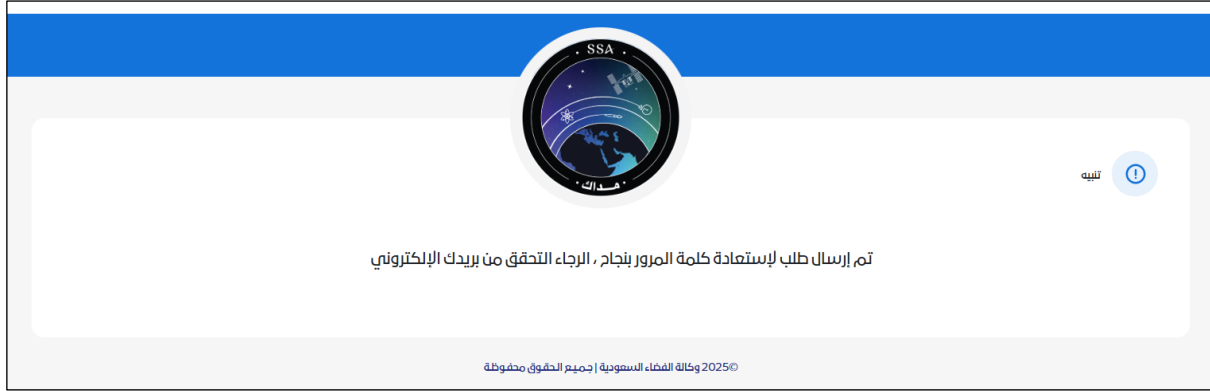 · SSA ·
· مـداك ·
تنبيه
تم إرسال طلب لإستعادة كلمة المرور بنجاح ، الرجاء التحقق من بريدك الإلكتروني
©2025 وكالة الفضاء السعودية | جميع الحقوق محفوظة